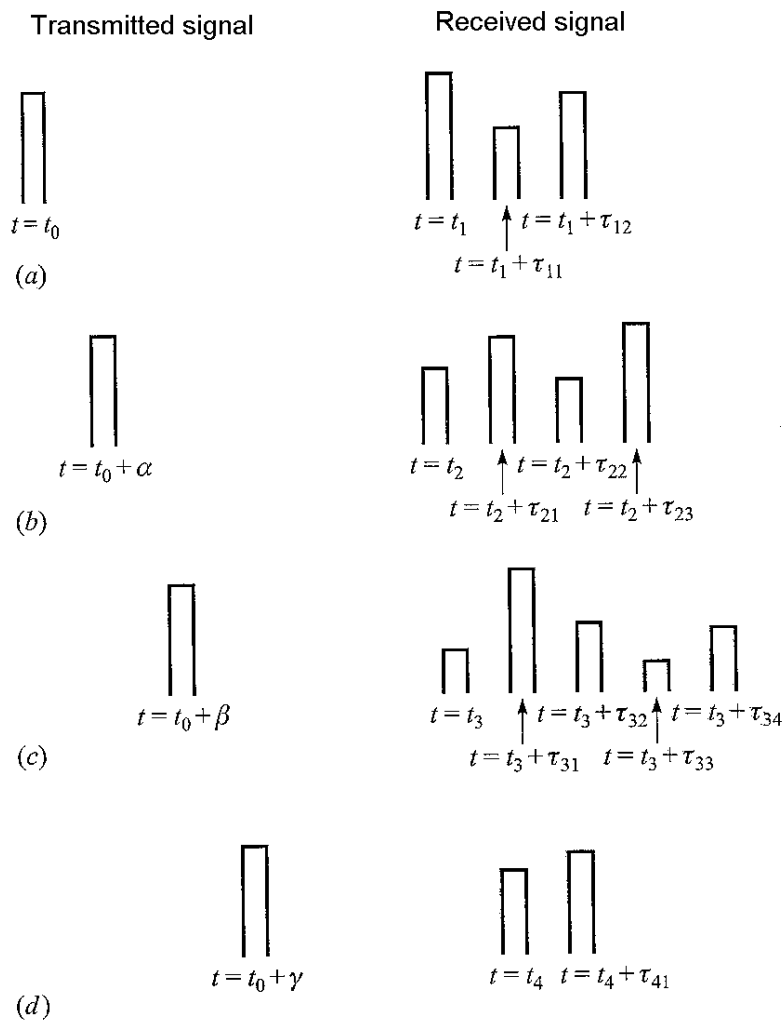 Transmitted signal
Received signal
t = t₀
t = t₁
t = t₁ + τ₁₂
t = t₁ + τ₁₁
(a)
t = t₀ + α
t = t₂
t = t₂ + τ₂₂
t = t₂ + τ₂₁
t = t₂ + τ₂₃
(b)
t = t₀ + β
t = t₃
t = t₃ + τ₃₂
t = t₃ + τ₃₄
t = t₃ + τ₃₁
t = t₃ + τ₃₃
(c)
t = t₀ + γ
t = t₄
t = t₄ + τ₄₁
(d)